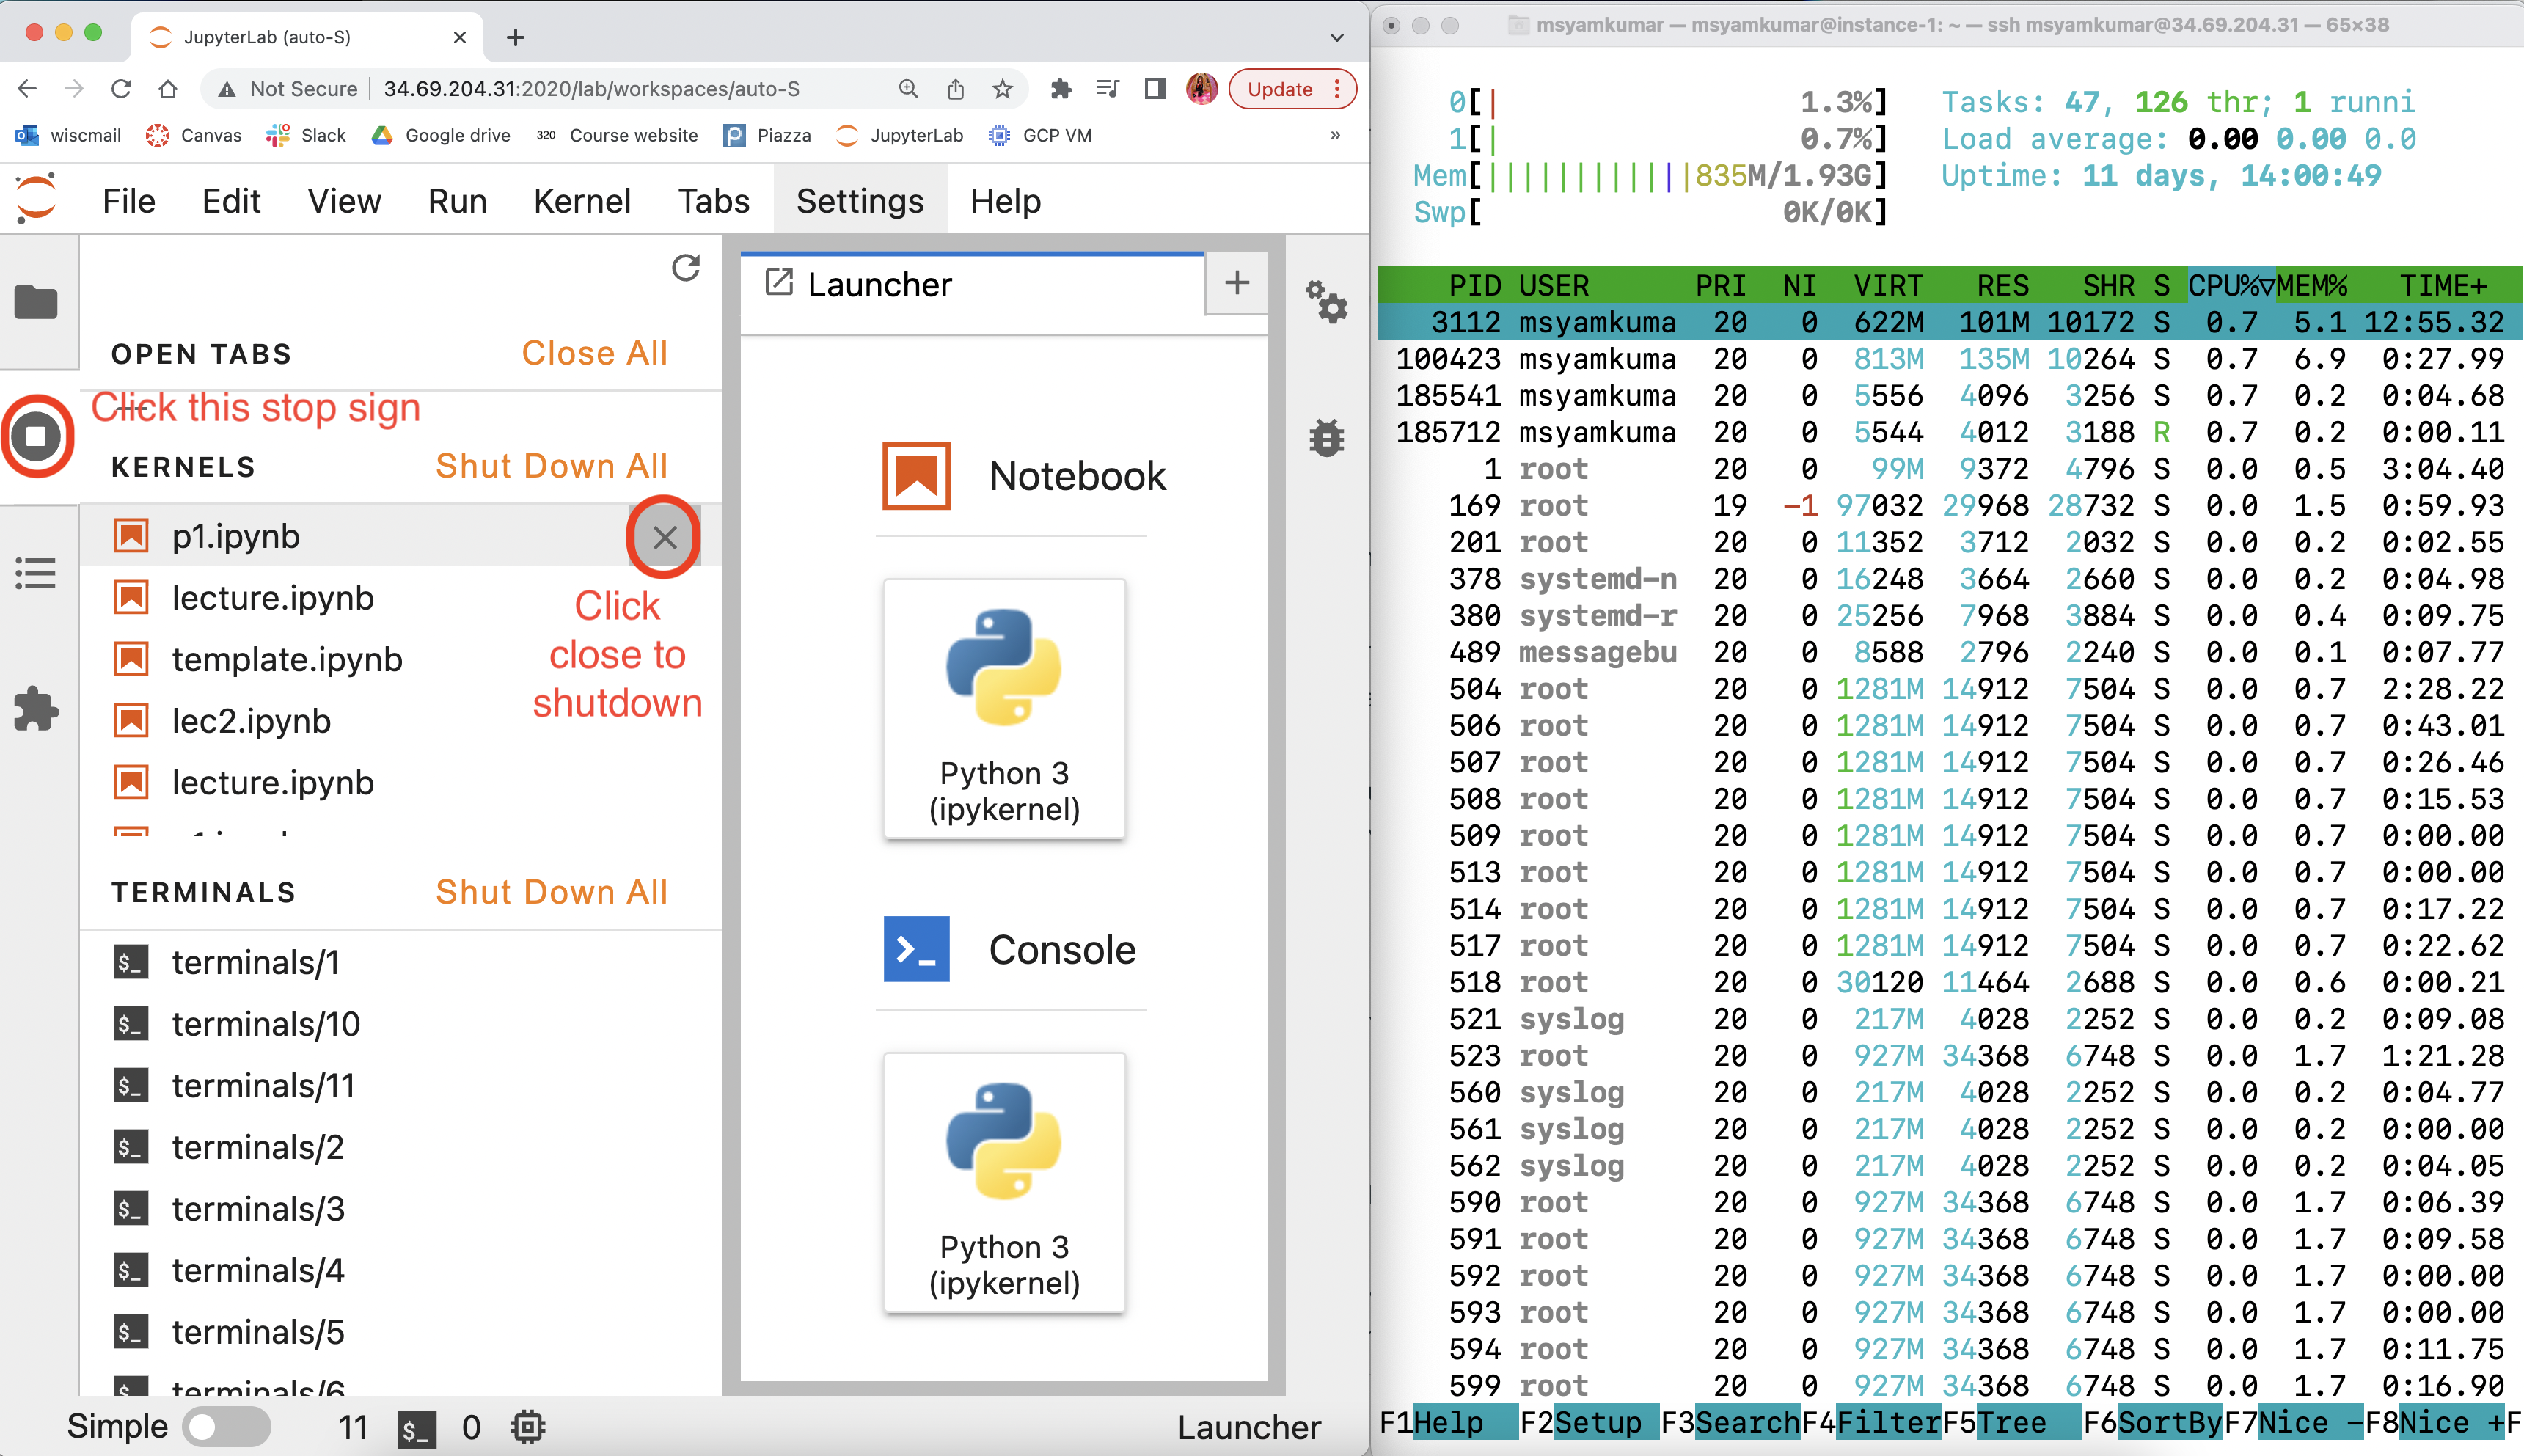 JupyterLab (auto-S)
Not Secure 34.69.204.31:2020/lab/workspaces/auto-S Update
wiscmail Canvas Slack Google drive 320 Course website Piazza JupyterLab GCP VM »
File Edit View Run Kernel Tabs Settings Help
OPEN TABS Close All
Click this stop sign
KERNELS Shut Down All
p1.ipynb
lecture.ipynb
template.ipynb
lec2.ipynb
lecture.ipynb
Click
close to
shutdown
TERMINALS Shut Down All
terminals/1
terminals/10
terminals/11
terminals/2
terminals/3
terminals/4
terminals/5
terminals/6
Launcher
Notebook
Python 3
(ipykernel)
Console
Python 3
(ipykernel)
Simple 11 $_ 0 Launcher
msyamkumar — msyamkumar@instance-1: ~ — ssh msyamkumar@34.69.204.31 — 65×38
0[| 1.3%] Tasks: 47, 126 thr; 1 runni
1[| 0.7%] Load average: 0.00 0.00 0.0
Mem[||||||||||||835M/1.93G] Uptime: 11 days, 14:00:49
Swp[ 0K/0K]
PID USER PRI NI VIRT RES SHR S CPU%▽MEM% TIME+
3112 msyamkuma 20 0 622M 101M 10172 S 0.7 5.1 12:55.32
100423 msyamkuma 20 0 813M 135M 10264 S 0.7 6.9 0:27.99
185541 msyamkuma 20 0 5556 4096 3256 S 0.7 0.2 0:04.68
185712 msyamkuma 20 0 5544 4012 3188 R 0.7 0.2 0:00.11
1 root 20 0 99M 9372 4796 S 0.0 0.5 3:04.40
169 root 19 -1 97032 29968 28732 S 0.0 1.5 0:59.93
201 root 20 0 11352 3712 2032 S 0.0 0.2 0:02.55
378 systemd-n 20 0 16248 3664 2660 S 0.0 0.2 0:04.98
380 systemd-r 20 0 25256 7968 3884 S 0.0 0.4 0:09.75
489 messagebu 20 0 8588 2796 2240 S 0.0 0.1 0:07.77
504 root 20 0 1281M 14912 7504 S 0.0 0.7 2:28.22
506 root 20 0 1281M 14912 7504 S 0.0 0.7 0:43.01
507 root 20 0 1281M 14912 7504 S 0.0 0.7 0:26.46
508 root 20 0 1281M 14912 7504 S 0.0 0.7 0:15.53
509 root 20 0 1281M 14912 7504 S 0.0 0.7 0:00.00
513 root 20 0 1281M 14912 7504 S 0.0 0.7 0:00.00
514 root 20 0 1281M 14912 7504 S 0.0 0.7 0:17.22
517 root 20 0 1281M 14912 7504 S 0.0 0.7 0:22.62
518 root 20 0 30120 11464 2688 S 0.0 0.6 0:00.21
521 syslog 20 0 217M 4028 2252 S 0.0 0.2 0:09.08
523 root 20 0 927M 34368 6748 S 0.0 1.7 1:21.28
560 syslog 20 0 217M 4028 2252 S 0.0 0.2 0:04.77
561 syslog 20 0 217M 4028 2252 S 0.0 0.2 0:00.00
562 syslog 20 0 217M 4028 2252 S 0.0 0.2 0:04.05
590 root 20 0 927M 34368 6748 S 0.0 1.7 0:06.39
591 root 20 0 927M 34368 6748 S 0.0 1.7 0:09.58
592 root 20 0 927M 34368 6748 S 0.0 1.7 0:00.00
593 root 20 0 927M 34368 6748 S 0.0 1.7 0:00.00
594 root 20 0 927M 34368 6748 S 0.0 1.7 0:11.75
599 root 20 0 927M 34368 6748 S 0.0 1.7 0:16.90
F1Help F2Setup F3SearchF4FilterF5Tree F6SortByF7Nice -F8Nice +F